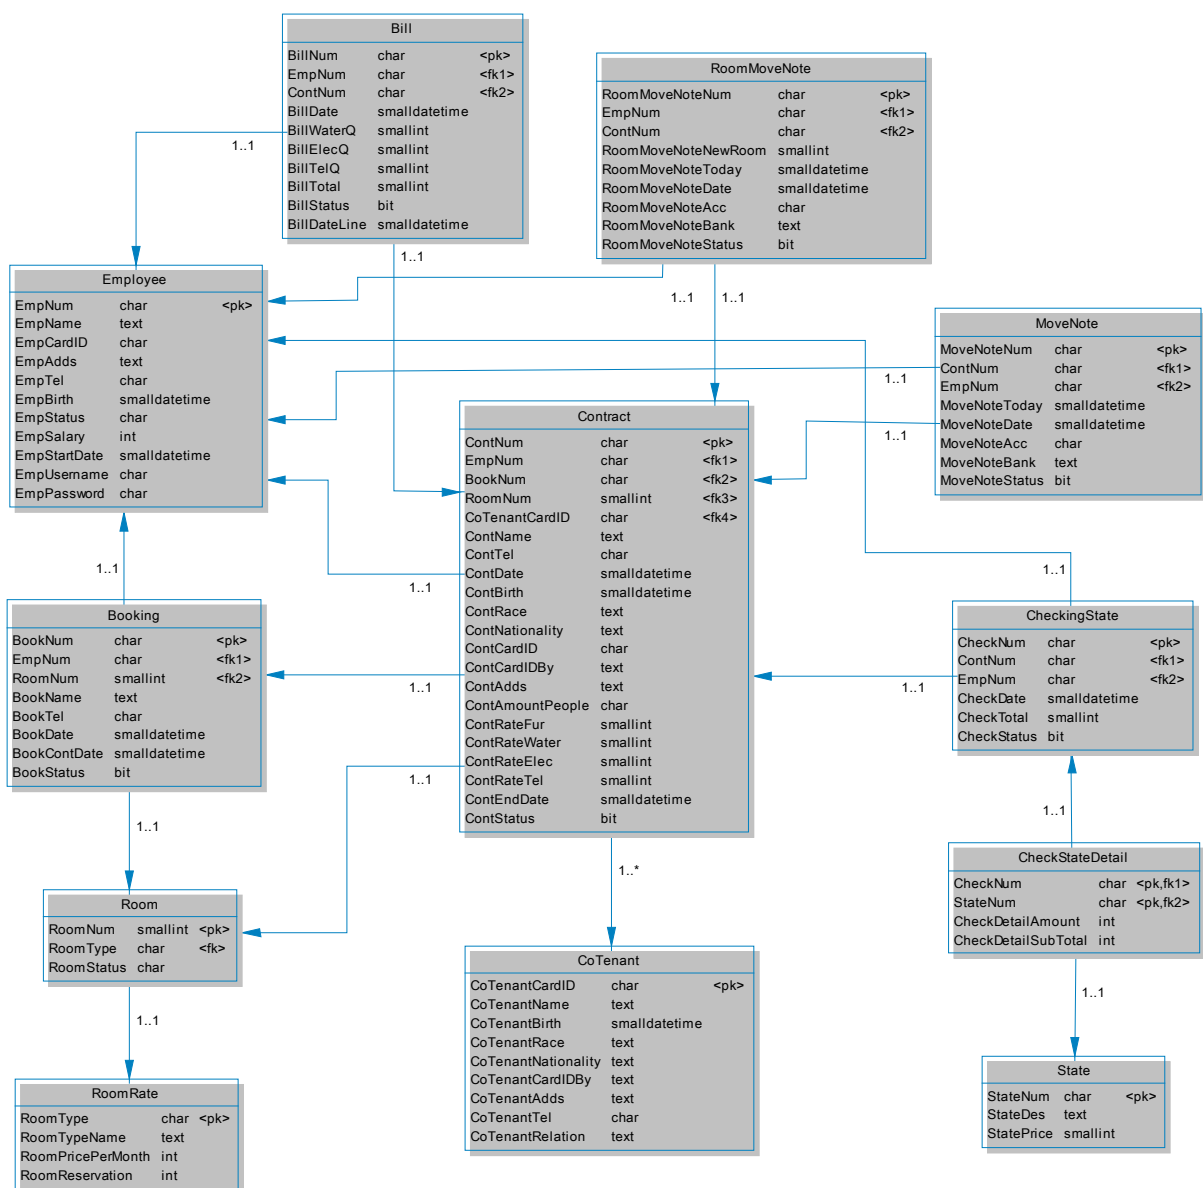 Bill
BillNum char <pk>
EmpNum char <fk1>
ContNum char <fk2>
BillDate smalldatetime
BillWaterQ smallint
BillElecQ smallint
BillTelQ smallint
BillTotal smallint
BillStatus bit
BillDateLine smalldatetime
RoomMoveNote
RoomMoveNoteNum char <pk>
EmpNum char <fk1>
ContNum char <fk2>
RoomMoveNoteNewRoom smallint
RoomMoveNoteToday smalldatetime
RoomMoveNoteDate smalldatetime
RoomMoveNoteAcc char
RoomMoveNoteBank text
RoomMoveNoteStatus bit
1..1
1..1
1..1
1..1
Employee
EmpNum char <pk>
EmpName text
EmpCardID char
EmpAdds text
EmpTel char
EmpBirth smalldatetime
EmpStatus char
EmpSalary int
EmpStartDate smalldatetime
EmpUsername char
EmpPassword char
MoveNote
MoveNoteNum char <pk>
ContNum char <fk1>
EmpNum char <fk2>
MoveNoteToday smalldatetime
MoveNoteDate smalldatetime
MoveNoteAcc char
MoveNoteBank text
MoveNoteStatus bit
1..1
1..1
Contract
ContNum char <pk>
EmpNum char <fk1>
BookNum char <fk2>
RoomNum smallint <fk3>
CoTenantCardID char <fk4>
ContName text
ContTel char
ContDate smalldatetime
ContBirth smalldatetime
ContRace text
ContNationality text
ContCardID char
ContCardIDBy text
ContAdds text
ContAmountPeople char
ContRateFur smallint
ContRateWater smallint
ContRateElec smallint
ContRateTel smallint
ContEndDate smalldatetime
ContStatus bit
1..1
1..1
1..1
1..1
1..1
1..1
Booking
BookNum char <pk>
EmpNum char <fk1>
RoomNum smallint <fk2>
BookName text
BookTel char
BookDate smalldatetime
BookContDate smalldatetime
BookStatus bit
CheckingState
CheckNum char <pk>
ContNum char <fk1>
EmpNum char <fk2>
CheckDate smalldatetime
CheckTotal smallint
CheckStatus bit
1..1
1..1
1..*
Room
RoomNum smallint <pk>
RoomType char <fk>
RoomStatus char
CheckStateDetail
CheckNum char <pk,fk1>
StateNum char <pk,fk2>
CheckDetailAmount int
CheckDetailSubTotal int
1..1
1..1
CoTenant
CoTenantCardID char <pk>
CoTenantName text
CoTenantBirth smalldatetime
CoTenantRace text
CoTenantNationality text
CoTenantCardIDBy text
CoTenantAdds text
CoTenantTel char
CoTenantRelation text
RoomRate
RoomType char <pk>
RoomTypeName text
RoomPricePerMonth int
RoomReservation int
State
StateNum char <pk>
StateDes text
StatePrice smallint